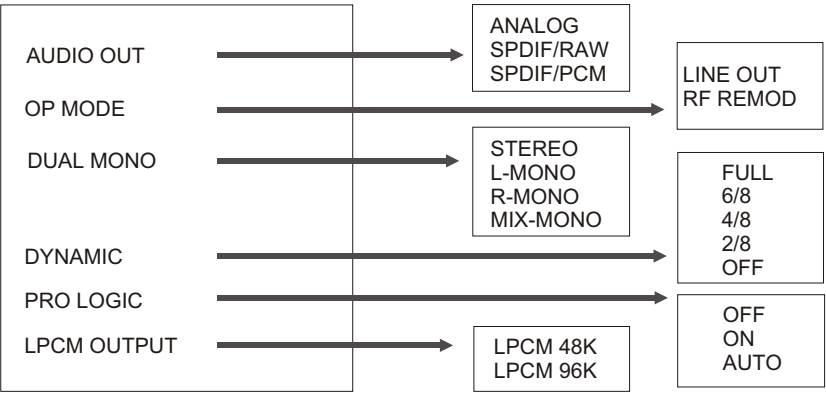 AUDIO OUT
ANALOG
SPDIF/RAW
SPDIF/PCM
OP MODE
LINE OUT
RF REMOD
DUAL MONO
STEREO
L-MONO
R-MONO
MIX-MONO
DYNAMIC
FULL
6/8
4/8
2/8
OFF
PRO LOGIC
OFF
ON
AUTO
LPCM OUTPUT
LPCM 48K
LPCM 96K